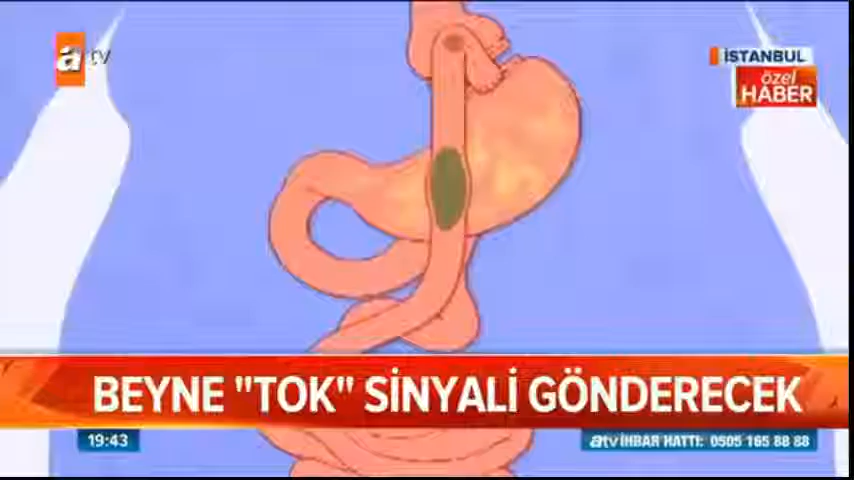 atv
İSTANBUL
özel
HABER
BEYNE "TOK" SİNYALİ GÖNDERECEK
19:43
atv İHBAR HATTI: 0505 165 88 88